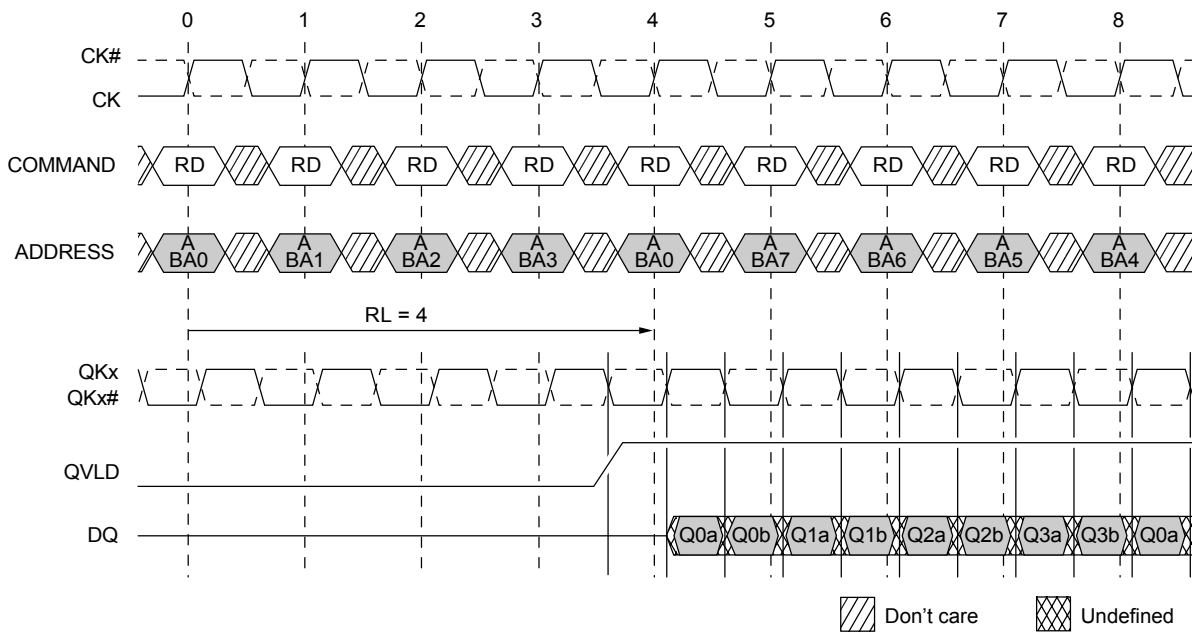 0 1 2 3 4 5 6 7 8
CK#
CK
COMMAND RD RD RD RD RD RD RD RD RD
ADDRESS A A A A A A A A A
BA0 BA1 BA2 BA3 BA0 BA7 BA6 BA5 BA4
RL = 4
QKx
QKx#
QVLD
DQ Q0a Q0b Q1a Q1b Q2a Q2b Q3a Q3b Q0a
Don't care Undefined